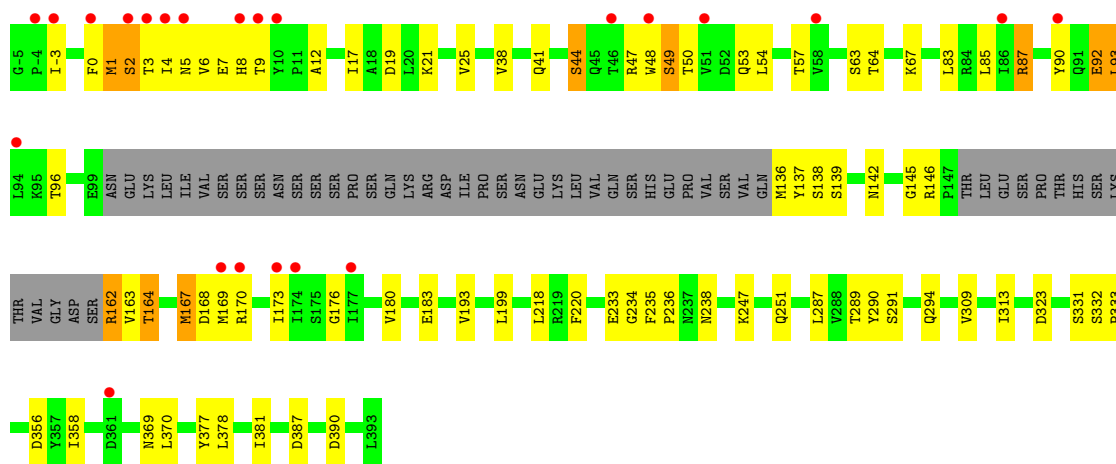 G-5 P-4 I-3 F0 M1 S2 T3 I4 N5 V6 E7 H8 T9 Y10 P11 A12 I17 A18 D19 L20 K21 V25 V38 Q41 S44 Q45 T46 R47 W48 S49 T50 V51 D52 Q53 L54 T57 V58 S63 T64 K67 L83 R84 L85 I86 R87 Y90 Q91 E92 L93
L94 K95 T96 E99 ASN GLU LYS LEU ILE VAL SER SER SER ASN SER SER SER PRO SER GLN LYS ARG ASP ILE PRO SER ASN GLU LYS LEU VAL GLN SER HIS GLU PRO VAL SER VAL GLN M136 Y137 S138 S139 N142 G145 R146 P147 THR LEU GLU SER PRO THR HIS SER LYS
THR VAL GLY ASP SER R162 V163 T164 M167 D168 M169 R170 I173 I174 S175 G176 I177 V180 E183 V193 L199 L218 R219 F220 E233 G234 F235 P236 N237 N238 K247 Q251 L287 V288 T289 Y290 S291 Q294 V309 I313 D323 S331 S332
D356 Y357 I358 D361 N369 L370 Y377 L378 I381 D387 D390 L393